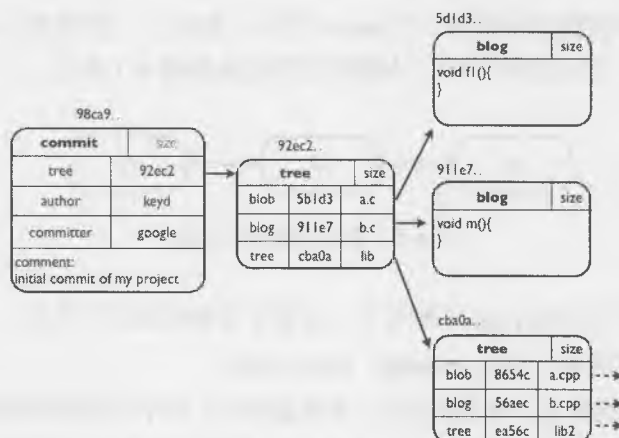 98ca9..
commit size
tree 92ec2
author keyd
committer google
comment:
initial commit of my project
92ec2..
tree size
blob 5b1d3 a.c
blog 911e7 b.c
tree cba0a lib
5d1d3..
blog size
void f1(){
}
911e7..
blog size
void m(){
}
cba0a..
tree size
blob 8654c a.cpp
blog 56aec b.cpp
tree ea56c lib2